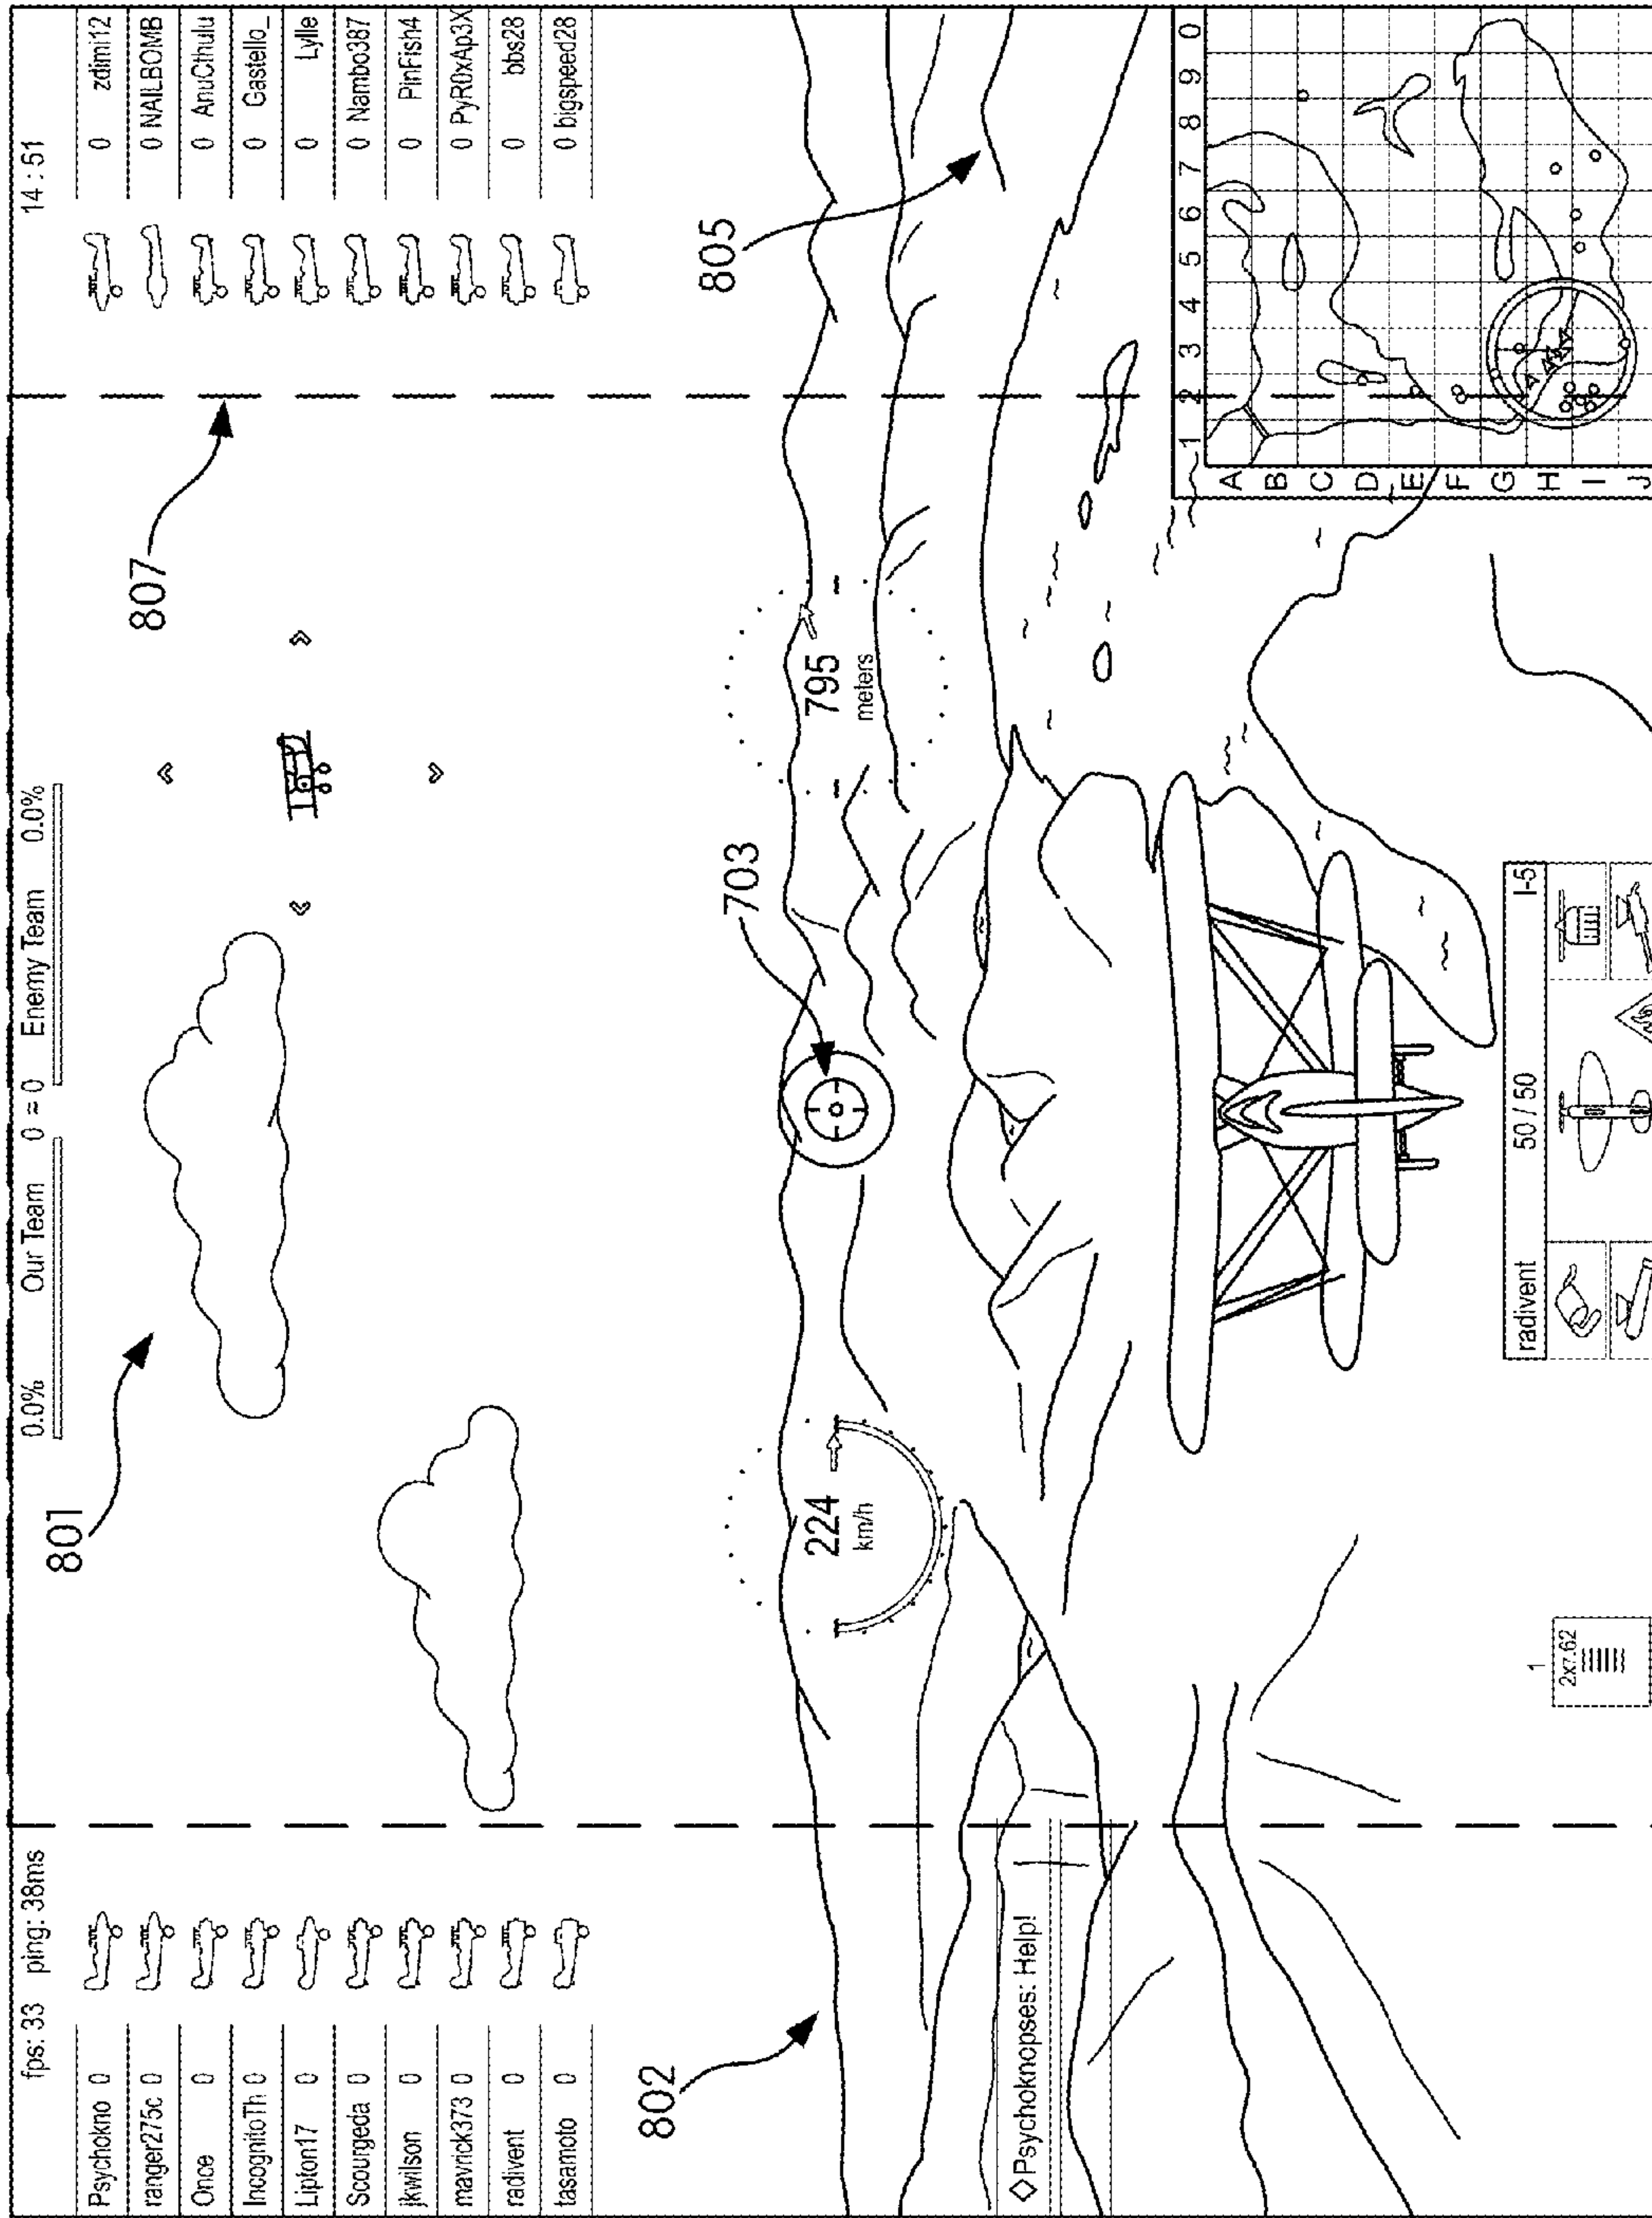 fps: 33 ping: 38ms
0.0% Our Team 0 = 0 Enemy Team 0.0%
14 : 51
Psychokno 0
ranger275c 0
Once 0
IncognitoTh 0
Lipton17 0
Scourgeda 0
jkwilson 0
mavrick373 0
radivent 0
tasamoto 0
0 zdimi12
0 NAILBOMB
0 AnuChulu
0 Gastello_
0 Lylle
0 Nambo387
0 PinFish4
0 PyR0xAp3X
0 bbs28
0 bigspeed28
801
807
802
703
805
224
km/h
795
meters
◇Psychoknopses: Help!
1
2x7.62
radivent 50 / 50 I-5
1 2 3 4 5 6 7 8 9 0
A
B
C
D
E
F
G
H
I
J